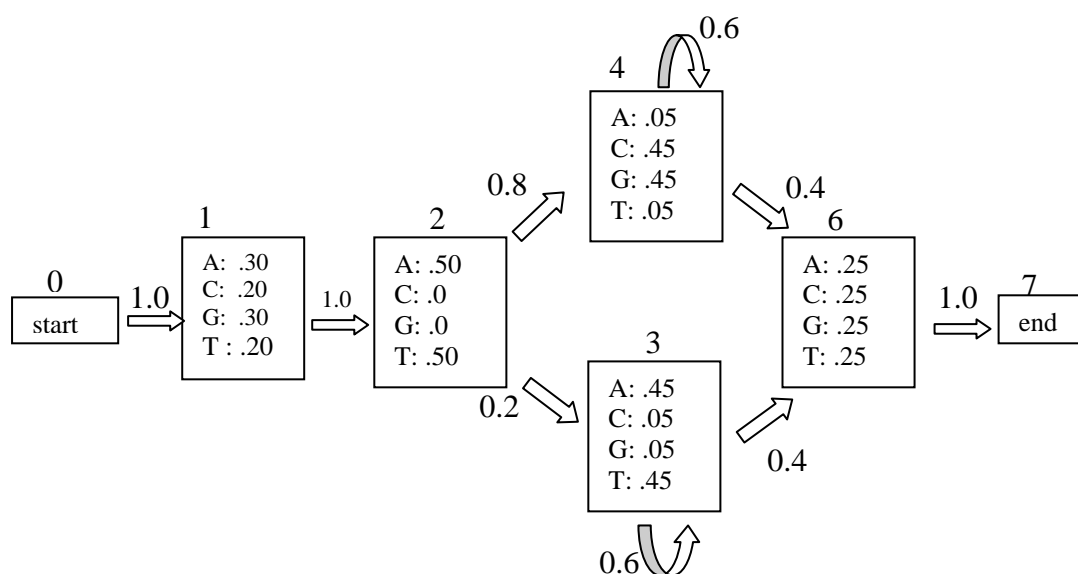 0
start
1.0
1
A: .30
C: .20
G: .30
T : .20
1.0
2
A: .50
C: .0
G: .0
T: .50
0.8
4
0.6
A: .05
C: .45
G: .45
T: .05
0.4
0.2
3
A: .45
C: .05
G: .05
T: .45
0.6
0.4
6
A: .25
C: .25
G: .25
T: .25
1.0
7
end